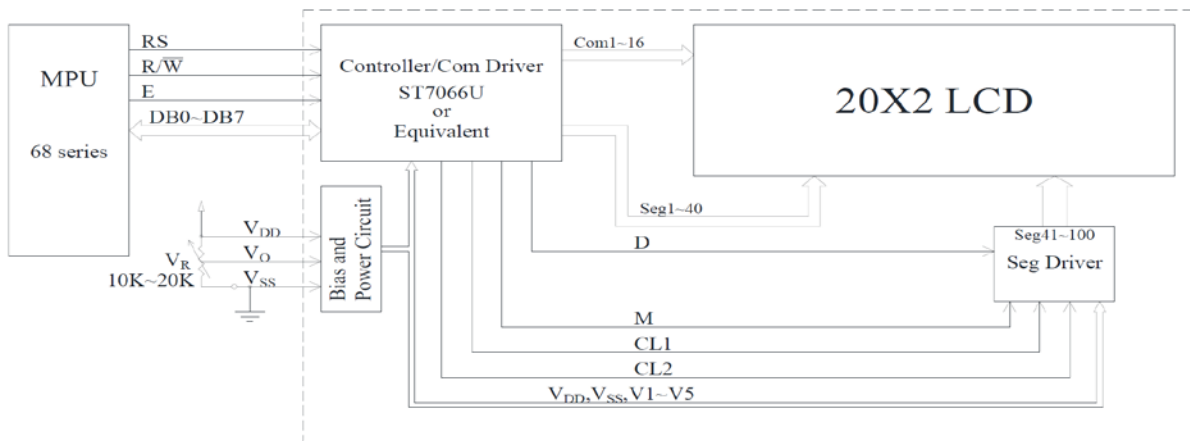 MPU
68 series
RS
R/W̅
E
DB0~DB7
Controller/Com Driver
ST7066U
or
Equivalent
Com1~16
20X2 LCD
Seg1~40
Seg41~100
Seg Driver
D
M
CL1
CL2
VDD,VSS,V1~V5
Bias and
Power Circuit
VDD
VO
VSS
VR
10K~20K